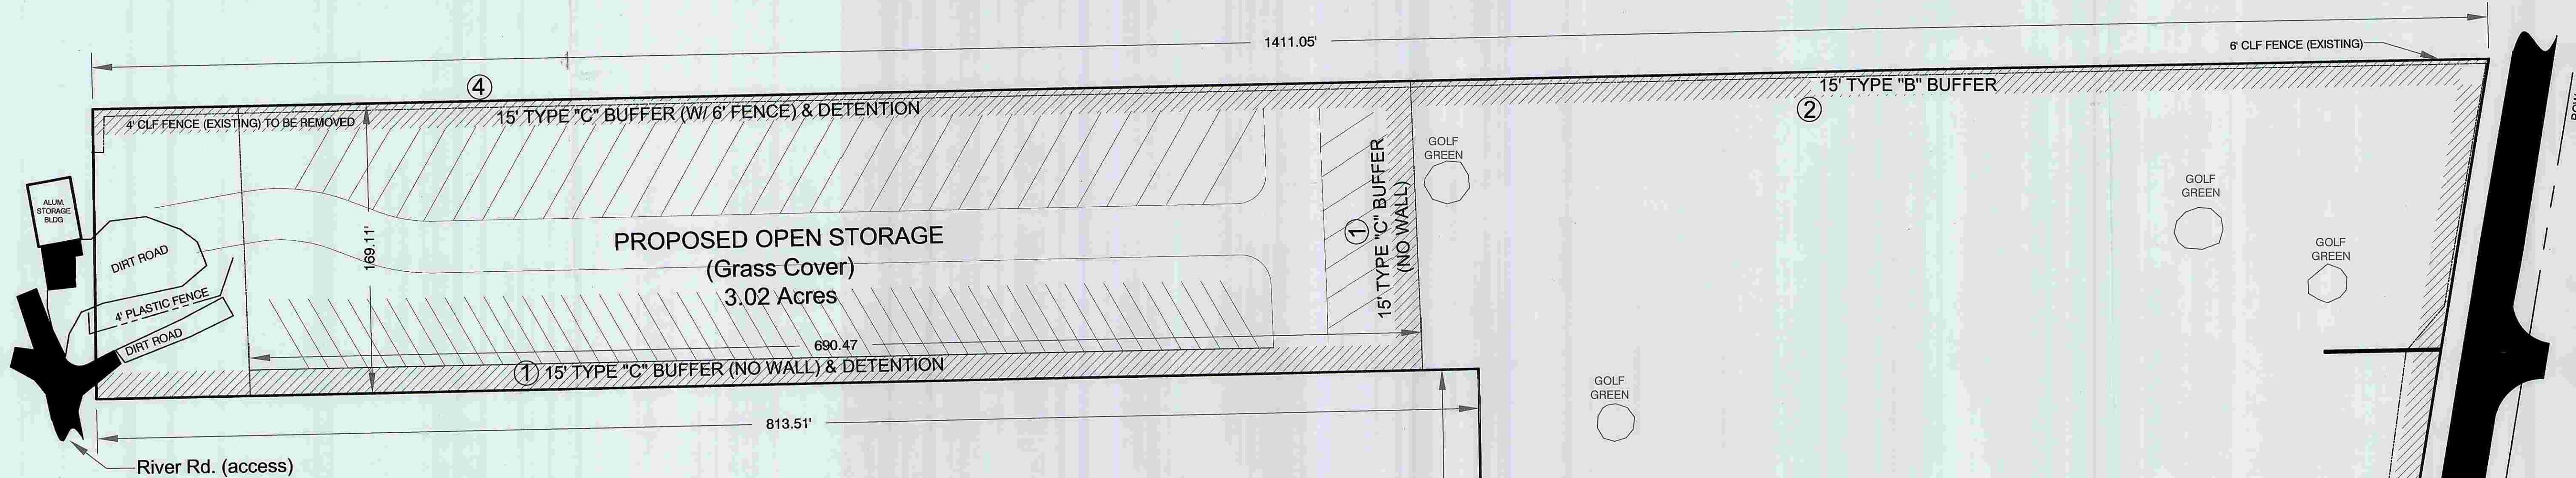 1411.05'
6' CLF FENCE (EXISTING)
④
15' TYPE "B" BUFFER
②
15' TYPE "C" BUFFER (W/ 6' FENCE) & DETENTION
4' CLF FENCE (EXISTING) TO BE REMOVED
GOLF
GREEN
15' TYPE "C" BUFFER
(NO WALL)
①
GOLF
GREEN
ALUM.
STORAGE
BLDG
169.11'
PROPOSED OPEN STORAGE
(Grass Cover)
3.02 Acres
DIRT ROAD
GOLF
GREEN
4' PLASTIC FENCE
DIRT ROAD
690.47
① 15' TYPE "C" BUFFER (NO WALL) & DETENTION
GOLF
GREEN
813.51'
River Rd. (access)